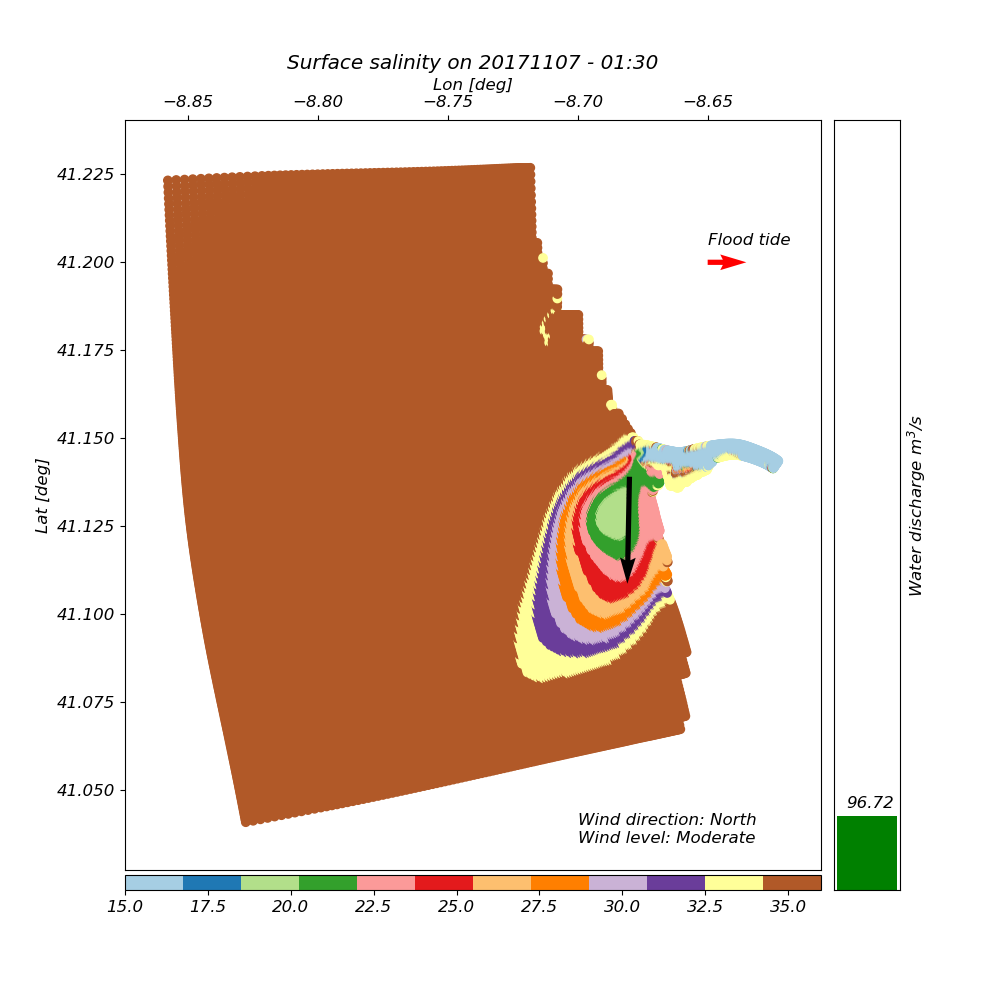 Surface salinity on 20171107 - 01:30
Lon [deg]
−8.85 −8.80 −8.75 −8.70 −8.65
41.225
41.200
41.175
41.150
41.125
41.100
41.075
41.050
Lat [deg]
Flood tide
Wind direction: North
Wind level: Moderate
96.72
Water discharge m³/s
15.0 17.5 20.0 22.5 25.0 27.5 30.0 32.5 35.0